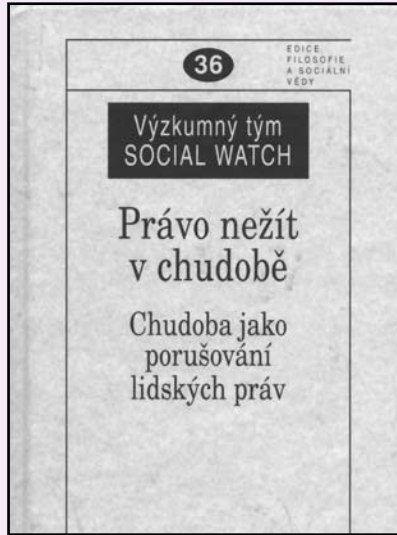 36
EDICE
FILOSOFIE
A SOCIÁLNÍ
VĚDY
Výzkumný tým
SOCIAL WATCH
Právo nežít
v chudobě
Chudoba jako
porušování
lidských práv